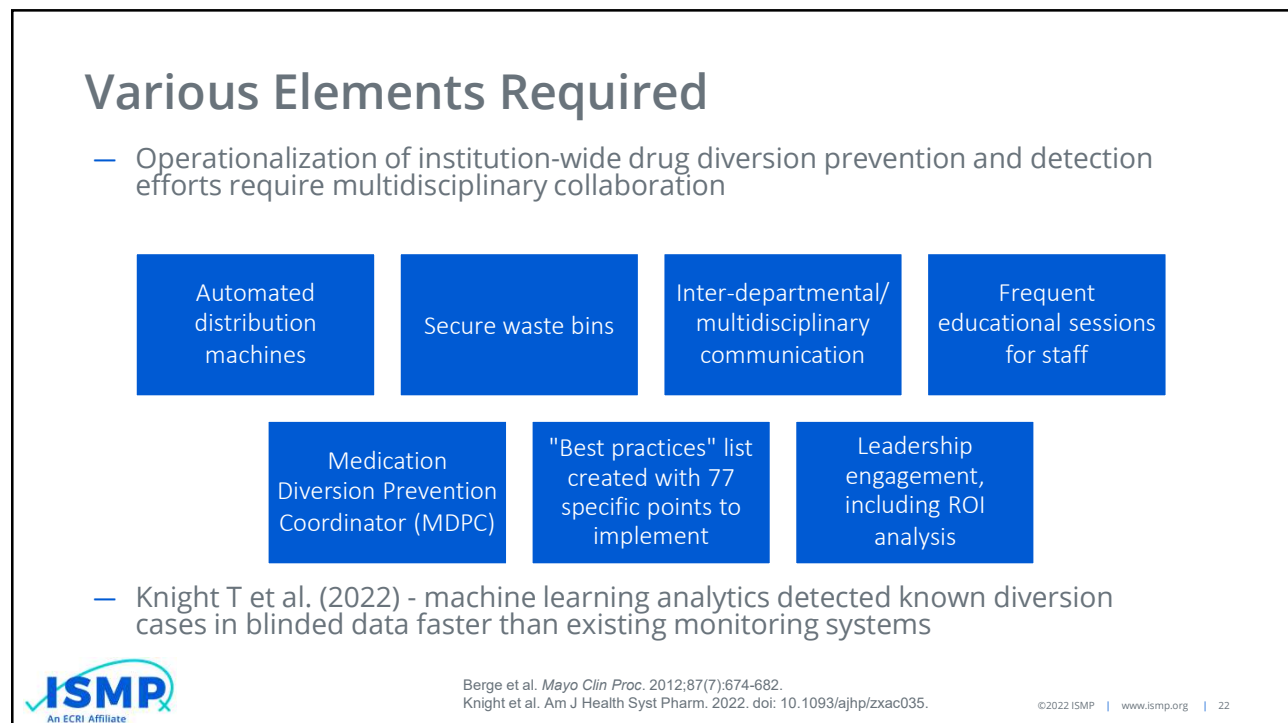 Various Elements Required
— Operationalization of institution-wide drug diversion prevention and detection
efforts require multidisciplinary collaboration
Automated
distribution
machines
Secure waste bins
Inter-departmental/
multidisciplinary
communication
Frequent
educational sessions
for staff
Medication
Diversion Prevention
Coordinator (MDPC)
"Best practices" list
created with 77
specific points to
implement
Leadership
engagement,
including ROI
analysis
— Knight T et al. (2022) - machine learning analytics detected known diversion
cases in blinded data faster than existing monitoring systems
ISMP
An ECRI Affiliate
Berge et al. Mayo Clin Proc. 2012;87(7):674-682.
Knight et al. Am J Health Syst Pharm. 2022. doi: 10.1093/ajhp/zxac035.
©2022 ISMP | www.ismp.org | 22